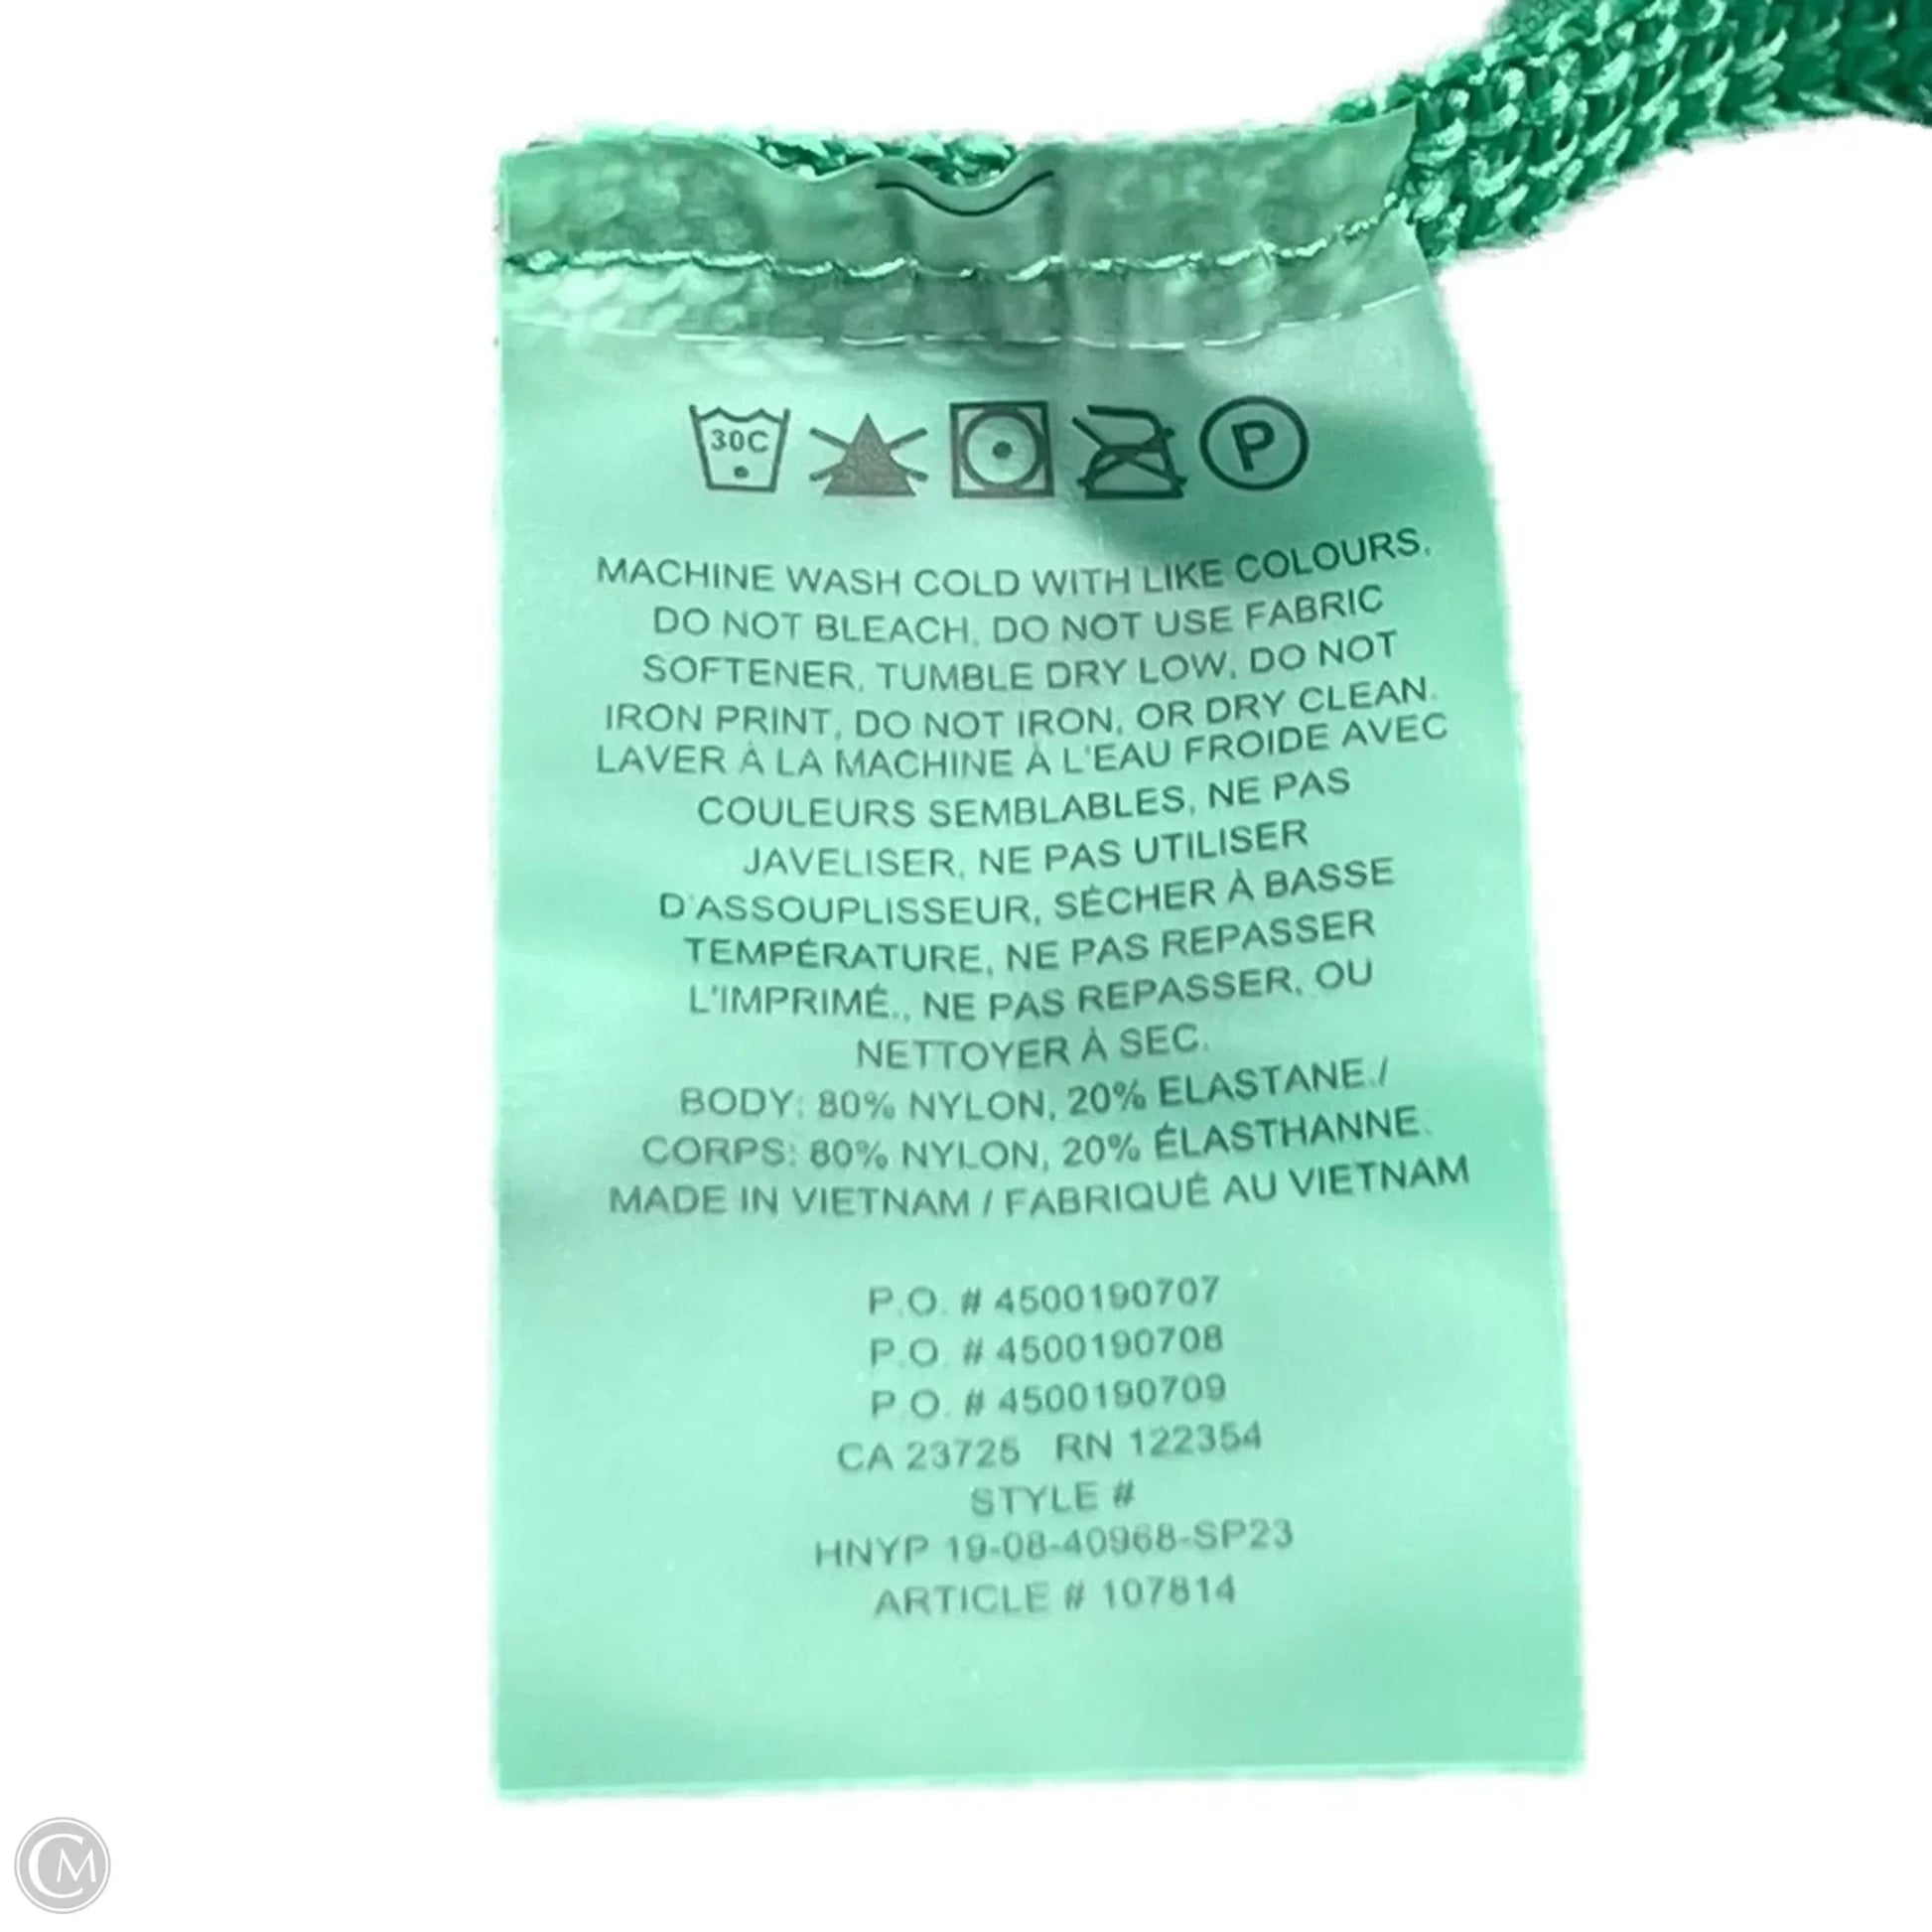 30C
P
MACHINE WASH COLD WITH LIKE COLOURS,
DO NOT BLEACH, DO NOT USE FABRIC
SOFTENER, TUMBLE DRY LOW, DO NOT
IRON PRINT, DO NOT IRON, OR DRY CLEAN.
LAVER À LA MACHINE À L'EAU FROIDE AVEC
COULEURS SEMBLABLES, NE PAS
JAVELISER, NE PAS UTILISER
D'ASSOUPLISSEUR, SÉCHER À BASSE
TEMPÉRATURE, NE PAS REPASSER
L'IMPRIMÉ., NE PAS REPASSER, OU
NETTOYER À SEC.
BODY: 80% NYLON, 20% ELASTANE./
CORPS: 80% NYLON, 20% ÉLASTHANNE.
MADE IN VIETNAM / FABRIQUÉ AU VIETNAM
P.O. # 4500190707
P.O. # 4500190708
P.O. # 4500190709
CA 23725 RN 122354
STYLE #
HNYP 19-08-40968-SP23
ARTICLE # 107814
CM